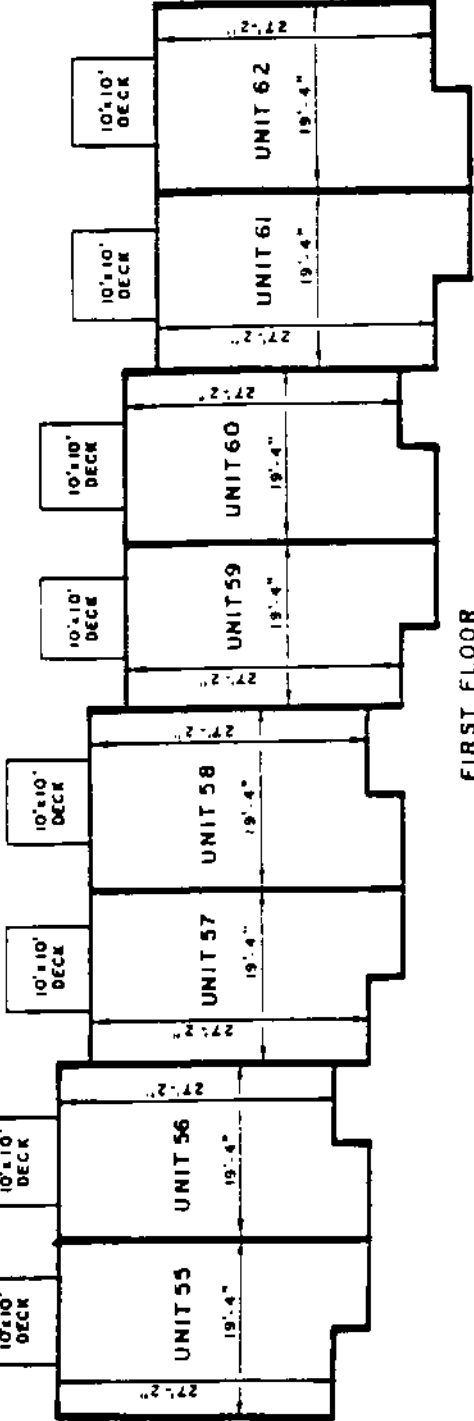 10'x10'
DECK
10'x10'
DECK
10'x10'
DECK
10'x10'
DECK
10'x10'
DECK
10'x10'
DECK
10'x10'
DECK
10'x10'
DECK
27'-2"
UNIT 55
19'-4"
UNIT 56
19'-4"
27'-2"
27'-2"
UNIT 57
19'-4"
UNIT 58
19'-4"
27'-2"
27'-2"
UNIT 59
19'-4"
UNIT 60
19'-4"
27'-2"
27'-2"
UNIT 61
19'-4"
UNIT 62
19'-4"
27'-2"
FIRST FLOOR